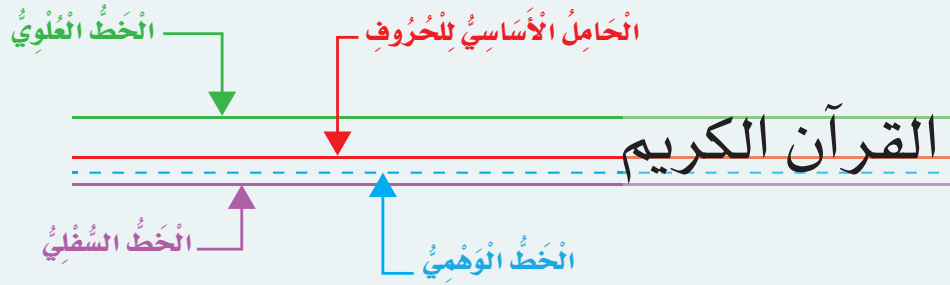 الْحَامِلُ الْأَسَاسِيُّ لِلْحُرُوفِ
الْخَطُّ الْعُلْوِيُّ
القرآن الكريم
الْخَطُّ السُّفْلِيُّ
الْخَطُّ الْوَهْمِيُّ